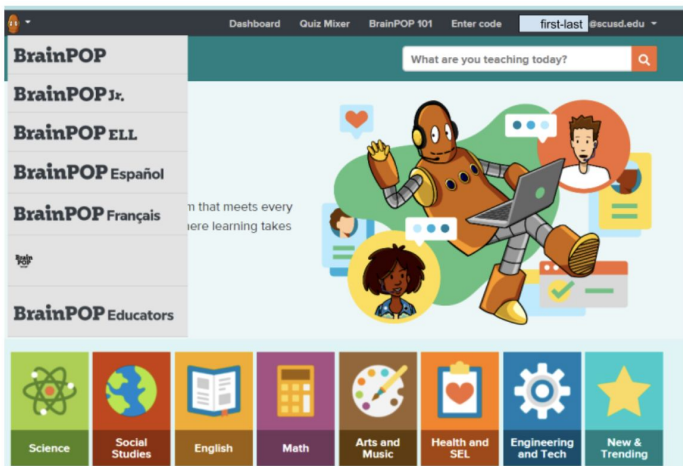 Dashboard Quiz Mixer BrainPOP 101 Enter code first-last @scusd.edu
BrainPOP
BrainPOP Jr.
BrainPOP ELL
BrainPOP Español
BrainPOP Français
Brain
POP
BrainPOP Educators
What are you teaching today?
m that meets every
here learning takes
Science
Social
Studies
English
Math
Arts and
Music
Health and
SEL
Engineering
and Tech
New &
Trending